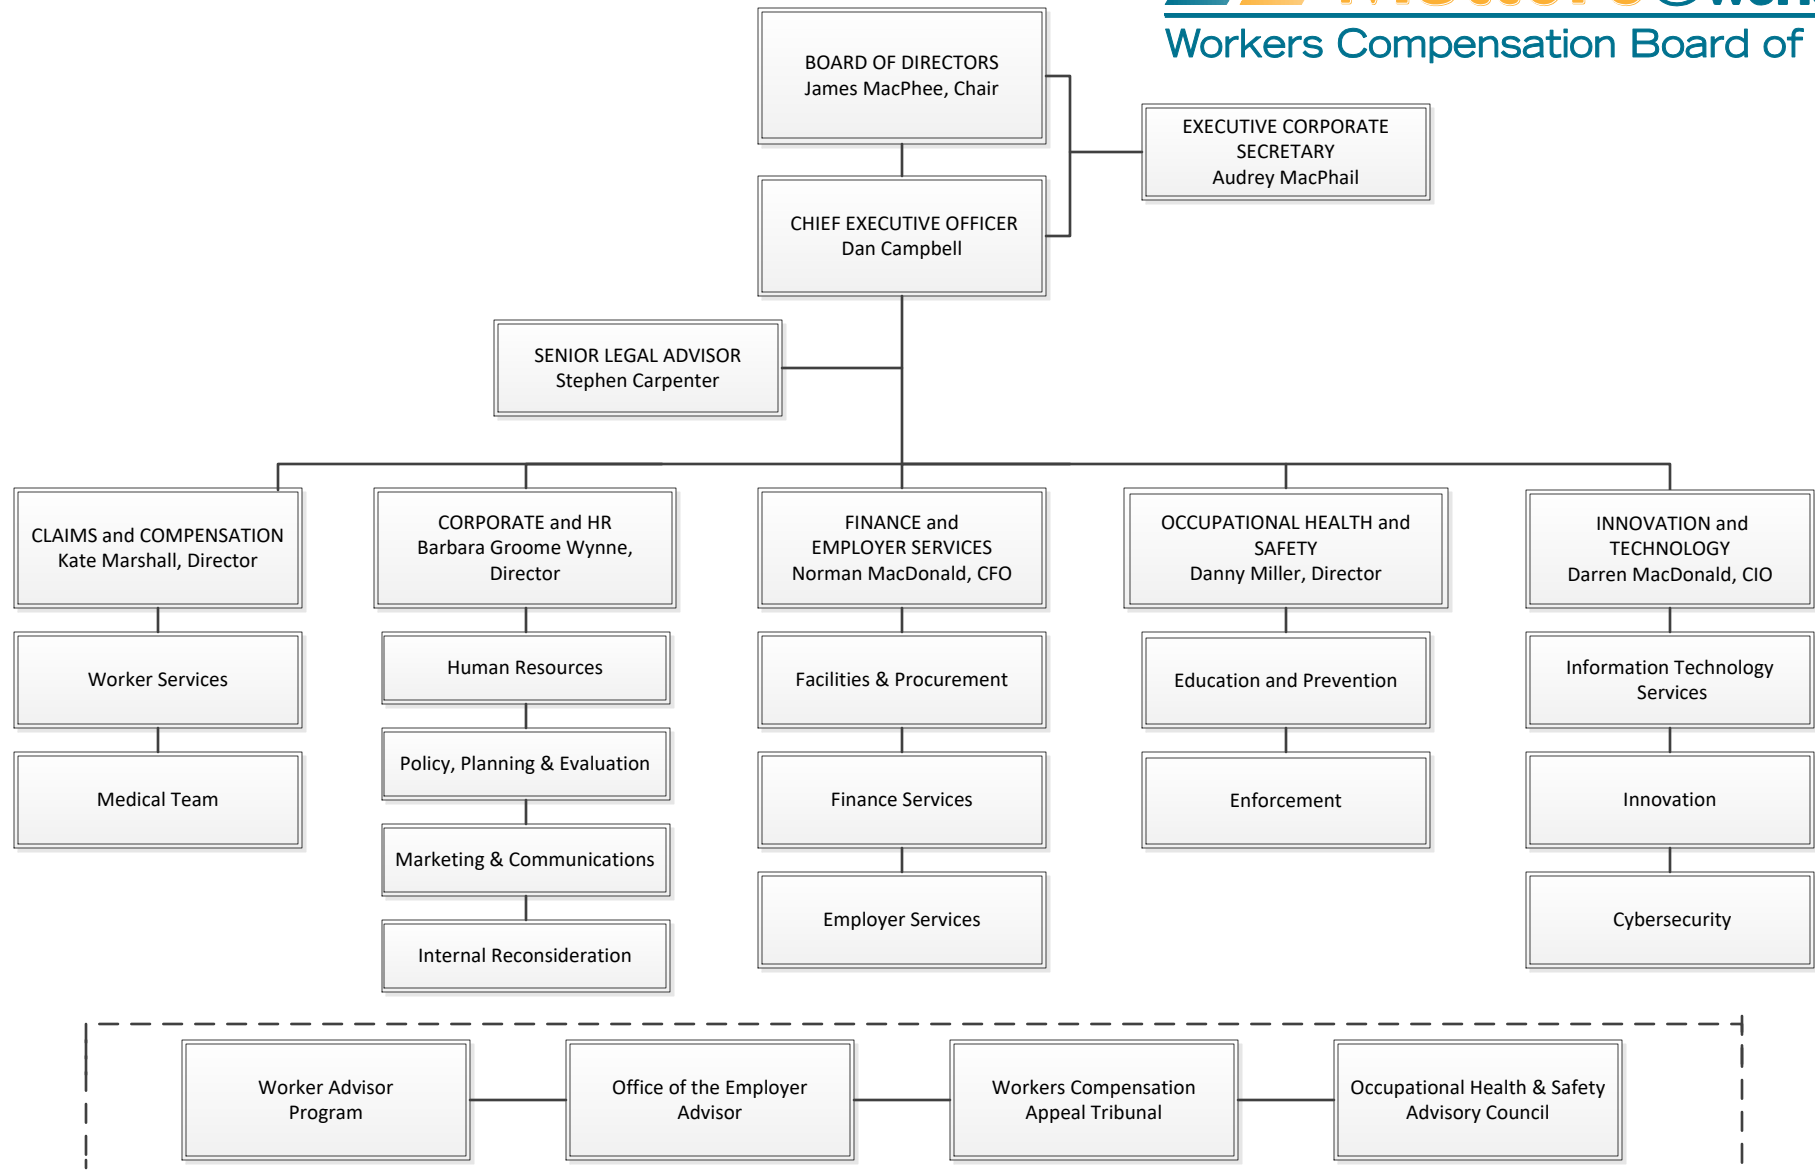 Workers Compensation Board of
BOARD OF DIRECTORS
James MacPhee, Chair
EXECUTIVE CORPORATE
SECRETARY
Audrey MacPhail
CHIEF EXECUTIVE OFFICER
Dan Campbell
SENIOR LEGAL ADVISOR
Stephen Carpenter
CLAIMS and COMPENSATION
Kate Marshall, Director
CORPORATE and HR
Barbara Groome Wynne,
Director
FINANCE and
EMPLOYER SERVICES
Norman MacDonald, CFO
OCCUPATIONAL HEALTH and
SAFETY
Danny Miller, Director
INNOVATION and
TECHNOLOGY
Darren MacDonald, CIO
Worker Services
Medical Team
Human Resources
Policy, Planning & Evaluation
Marketing & Communications
Internal Reconsideration
Facilities & Procurement
Finance Services
Employer Services
Education and Prevention
Enforcement
Information Technology
Services
Innovation
Cybersecurity
Worker Advisor
Program
Office of the Employer
Advisor
Workers Compensation
Appeal Tribunal
Occupational Health & Safety
Advisory Council